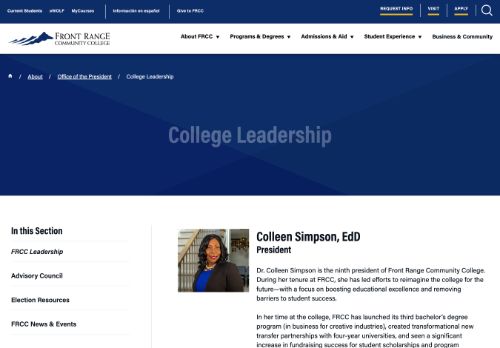 Current Students eWOLF MyCourses Información en español Give to FRCC REQUEST INFO VISIT APPLY
FRONT RANGE
COMMUNITY COLLEGE
About FRCC Programs & Degrees Admissions & Aid Student Experience Business & Community
/ About / Office of the President / College Leadership
College Leadership
In this Section
FRCC Leadership
Advisory Council
Election Resources
FRCC News & Events
Colleen Simpson, EdD
President
Dr. Colleen Simpson is the ninth president of Front Range Community College.
During her tenure at FRCC, she has led efforts to reimagine the college for the
future––with a focus on boosting educational excellence and removing
barriers to student success.
In her time at the college, FRCC has launched its third bachelor's degree
program (in business for creative industries), created transformational new
transfer partnerships with four-year universities, and seen a significant
increase in fundraising success for student scholarships and program